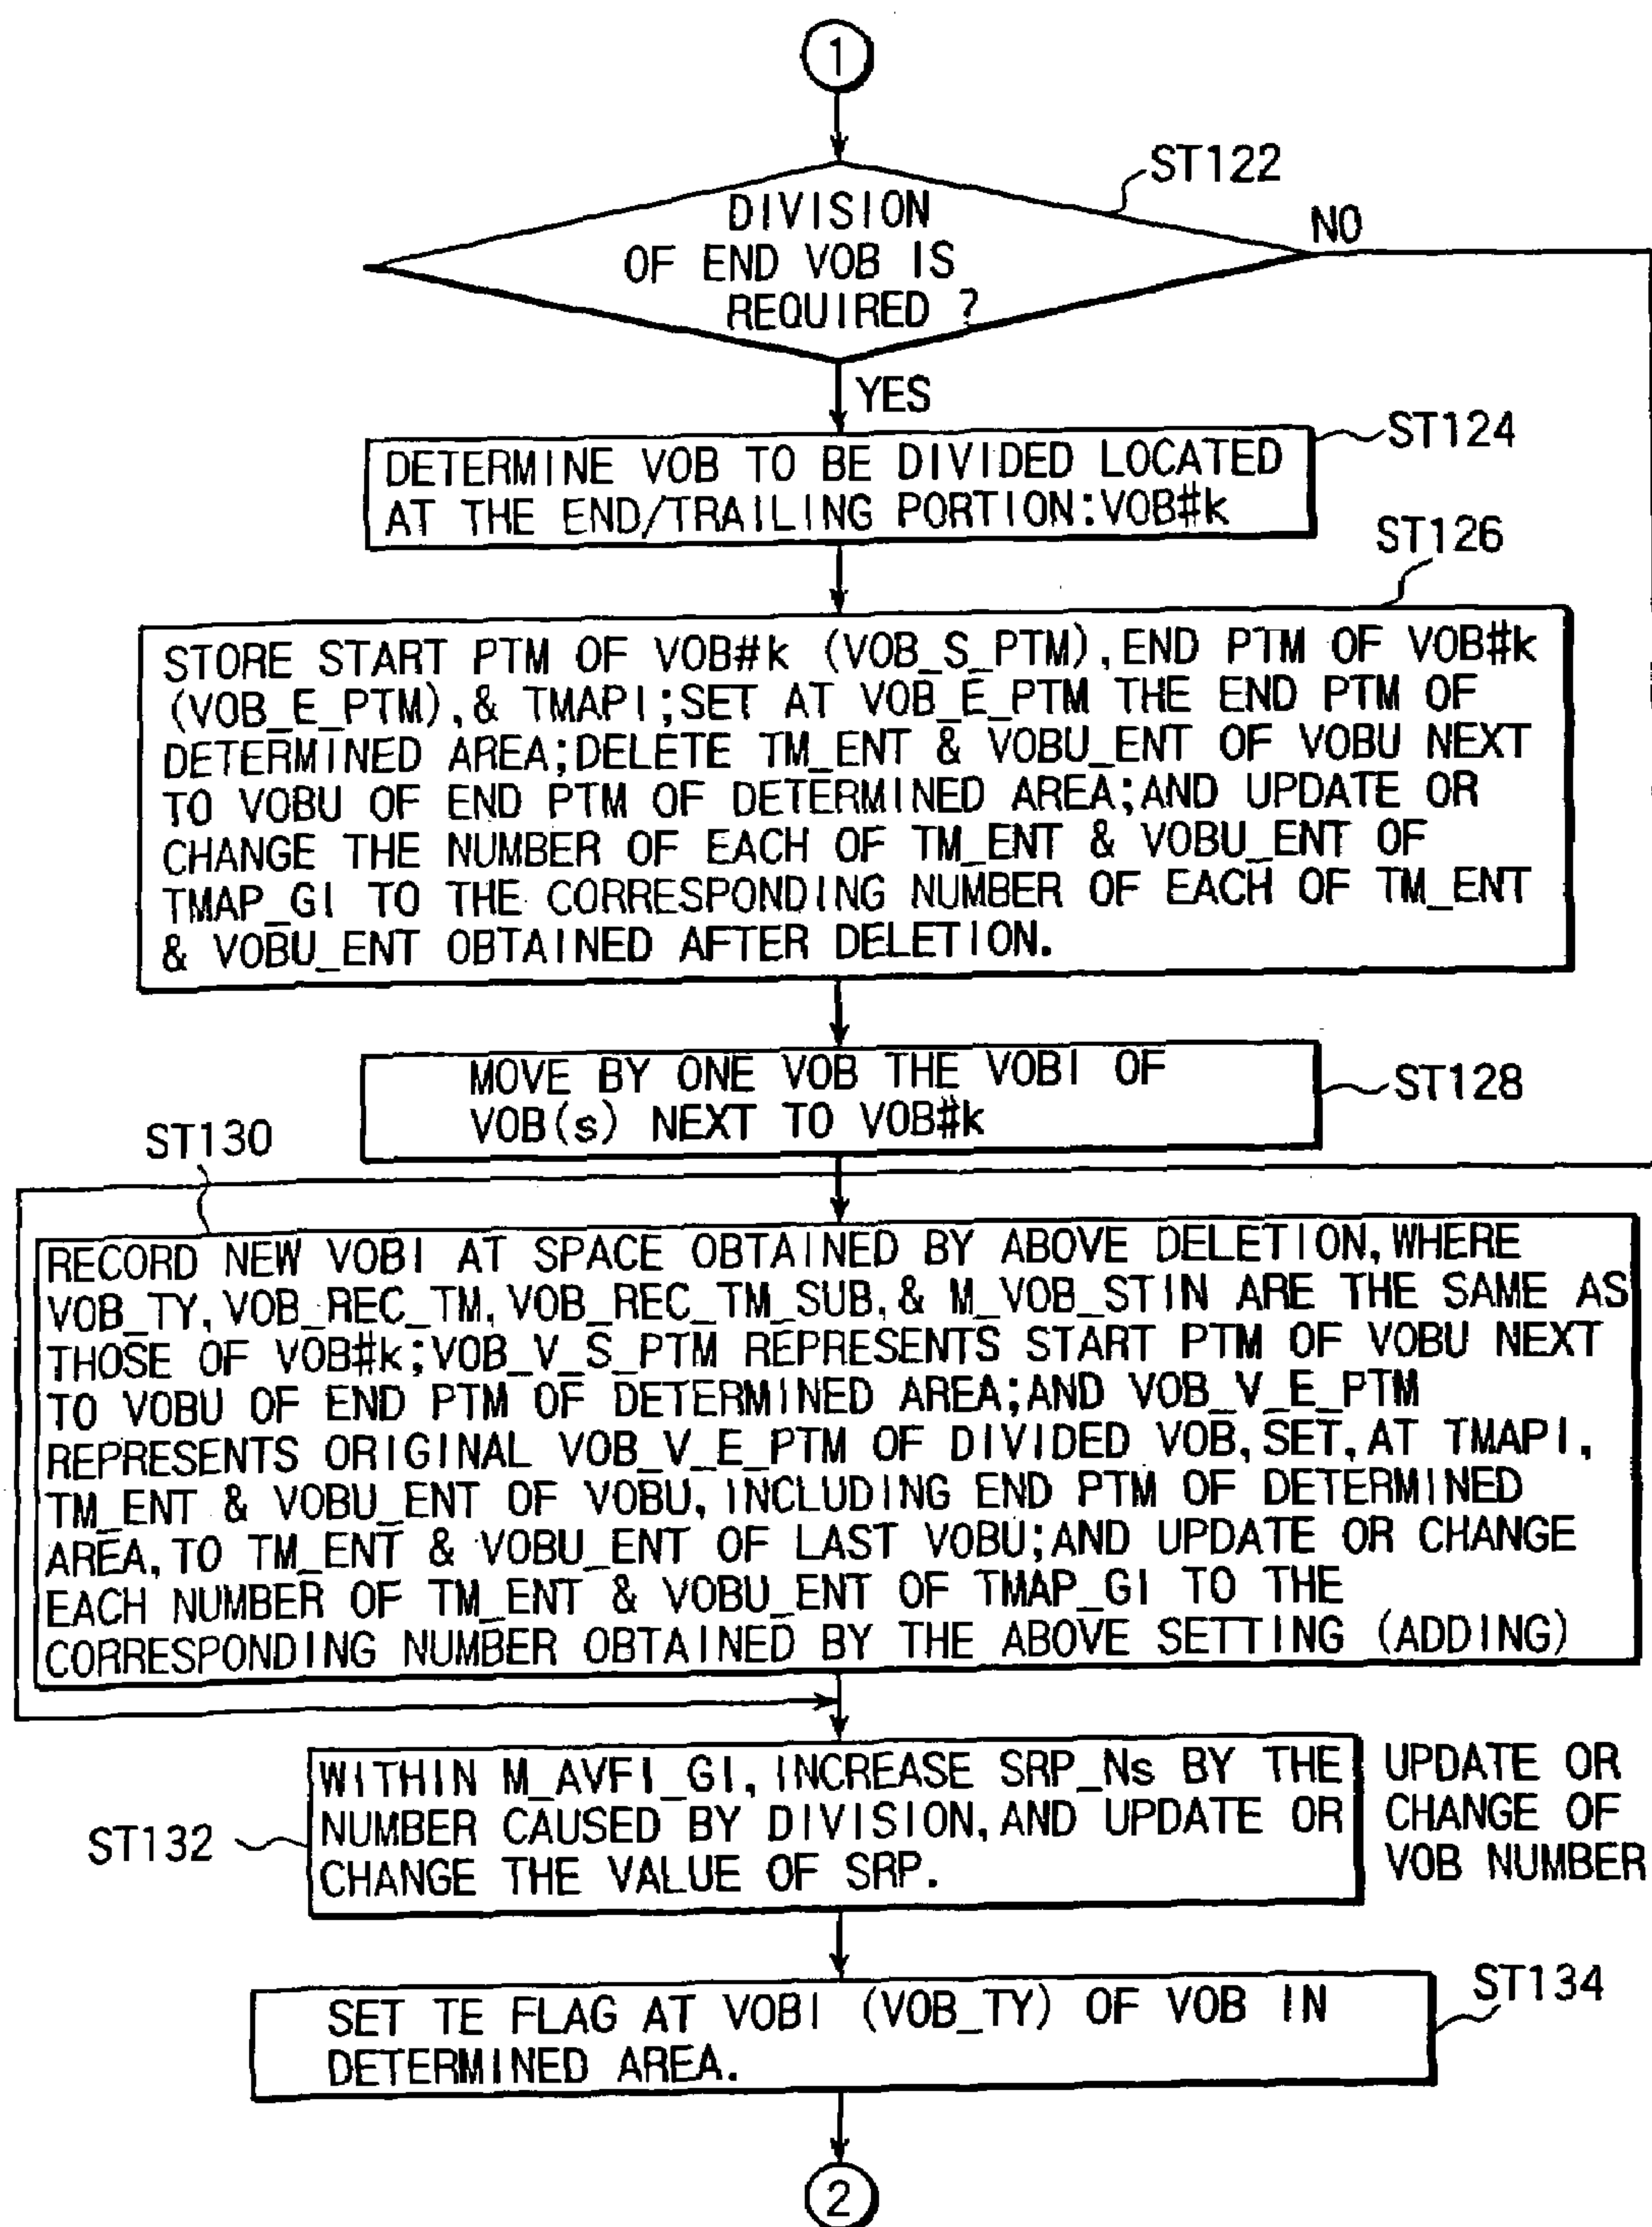 1
ST122
DIVISION
OF END VOB IS
REQUIRED ?
NO
YES
ST124
DETERMINE VOB TO BE DIVIDED LOCATED
AT THE END/TRAILING PORTION:VOB#k
ST126
STORE START PTM OF VOB#k (VOB_S_PTM),END PTM OF VOB#k
(VOB_E_PTM),& TMAPI;SET AT VOB_E_PTM THE END PTM OF
DETERMINED AREA;DELETE TM_ENT & VOBU_ENT OF VOBU NEXT
TO VOBU OF END PTM OF DETERMINED AREA;AND UPDATE OR
CHANGE THE NUMBER OF EACH OF TM_ENT & VOBU_ENT OF
TMAP_GI TO THE CORRESPONDING NUMBER OF EACH OF TM_ENT
& VOBU_ENT OBTAINED AFTER DELETION.
MOVE BY ONE VOB THE VOBI OF
VOB(s) NEXT TO VOB#k
ST128
ST130
RECORD NEW VOBI AT SPACE OBTAINED BY ABOVE DELETION,WHERE
VOB_TY,VOB_REC_TM,VOB_REC_TM_SUB,& M_VOB_STIN ARE THE SAME AS
THOSE OF VOB#k;VOB_V_S_PTM REPRESENTS START PTM OF VOBU NEXT
TO VOBU OF END PTM OF DETERMINED AREA;AND VOB_V_E_PTM
REPRESENTS ORIGINAL VOB_V_E_PTM OF DIVIDED VOB,SET,AT TMAPI,
TM_ENT & VOBU_ENT OF VOBU,INCLUDING END PTM OF DETERMINED
AREA,TO TM_ENT & VOBU_ENT OF LAST VOBU;AND UPDATE OR CHANGE
EACH NUMBER OF TM_ENT & VOBU_ENT OF TMAP_GI TO THE
CORRESPONDING NUMBER OBTAINED BY THE ABOVE SETTING (ADDING)
ST132
WITHIN M_AVFI_GI,INCREASE SRP_Ns BY THE
NUMBER CAUSED BY DIVISION,AND UPDATE OR
CHANGE THE VALUE OF SRP.
UPDATE OR
CHANGE OF
VOB NUMBER
ST134
SET TE FLAG AT VOBI (VOB_TY) OF VOB IN
DETERMINED AREA.
2